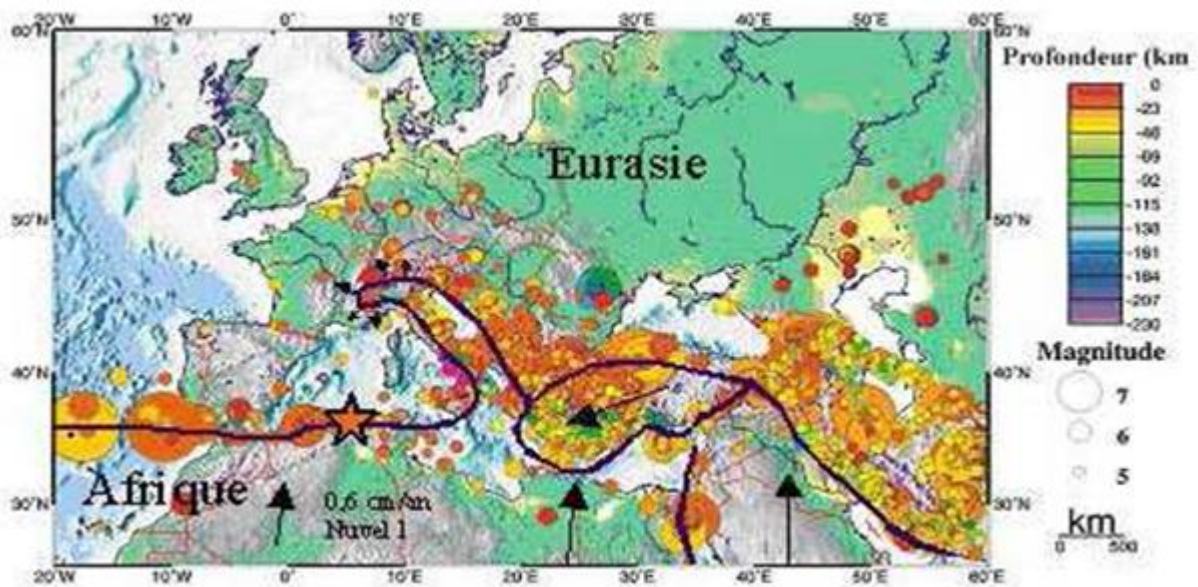 20˚W 10˚W 0˚ 10˚E 20˚E 30˚E 40˚E 50˚E 60˚E
60˚N 60˚N
Profondeur (km
0
-23
-46
-69
-92
-115
-138
-161
-184
-207
-230
Eurasie
50˚N 50˚N
Magnitude
7
6
5
40˚N 40˚N
Afrique
0,6 cm/an
Nuvel 1
30˚N 30˚N
km
0 500
20˚W 10˚W 0˚ 10˚E 20˚E 30˚E 40˚E 50˚E 60˚E